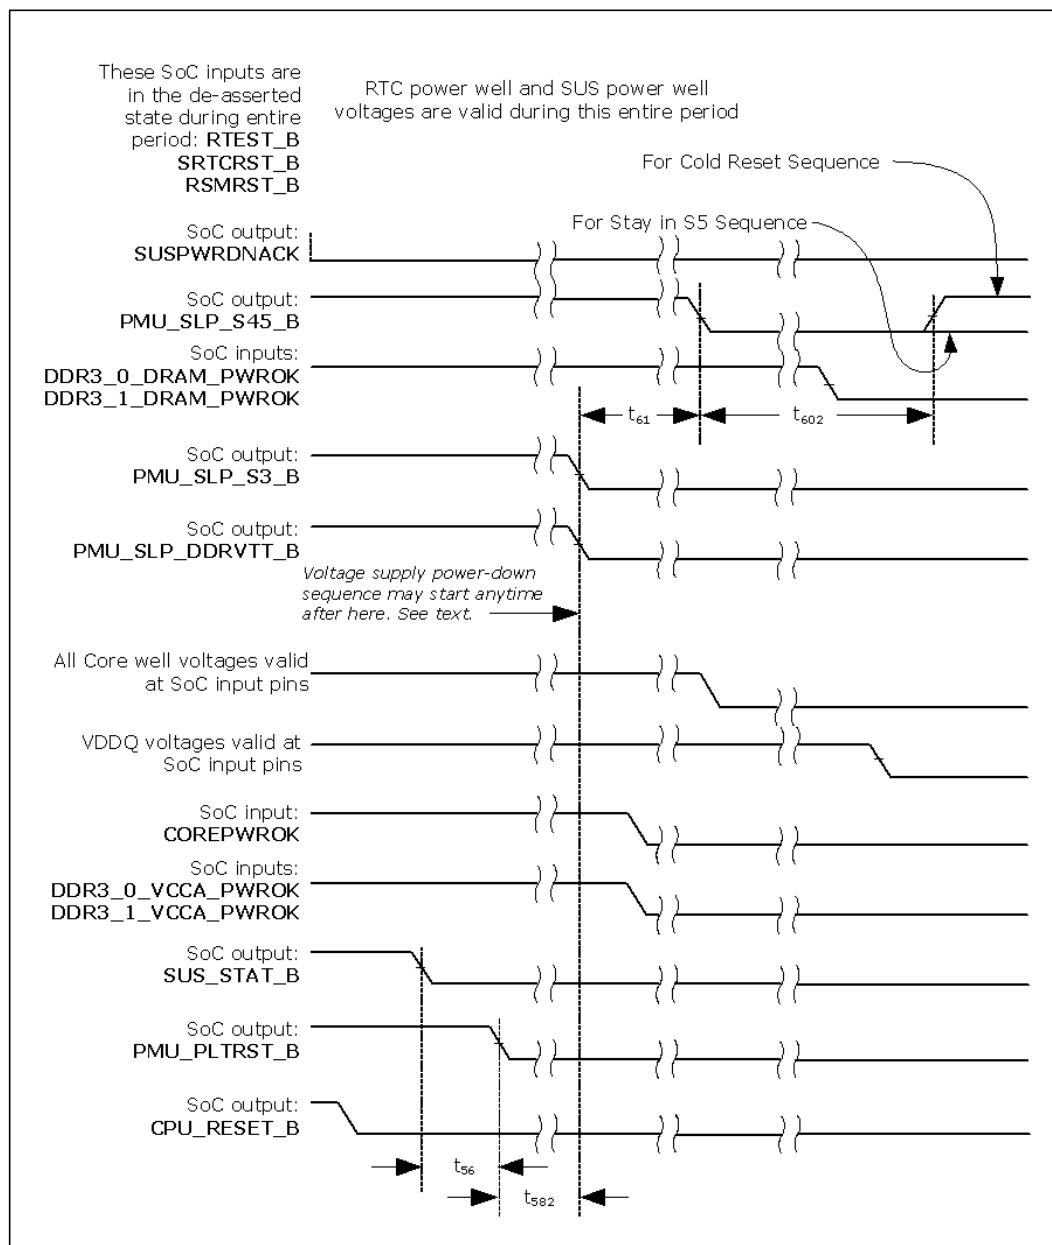 These SoC inputs are
in the de-asserted
state during entire
period: RTEST_B
SRTCRST_B
RSMRST_B
RTC power well and SUS power well
voltages are valid during this entire period
For Cold Reset Sequence
For Stay in S5 Sequence
SoC output:
SUSPWRDNACK
SoC output:
PMU_SLP_S45_B
SoC inputs:
DDR3_0_DRAM_PWROK
DDR3_1_DRAM_PWROK
t61
t602
SoC output:
PMU_SLP_S3_B
SoC output:
PMU_SLP_DDRVTT_B
Voltage supply power-down
sequence may start anytime
after here. See text.
All Core well voltages valid
at SoC input pins
VDDQ voltages valid at
SoC input pins
SoC input:
COREPWROK
SoC inputs:
DDR3_0_VCCA_PWROK
DDR3_1_VCCA_PWROK
SoC output:
SUS_STAT_B
SoC output:
PMU_PLTRST_B
SoC output:
CPU_RESET_B
t56
t582